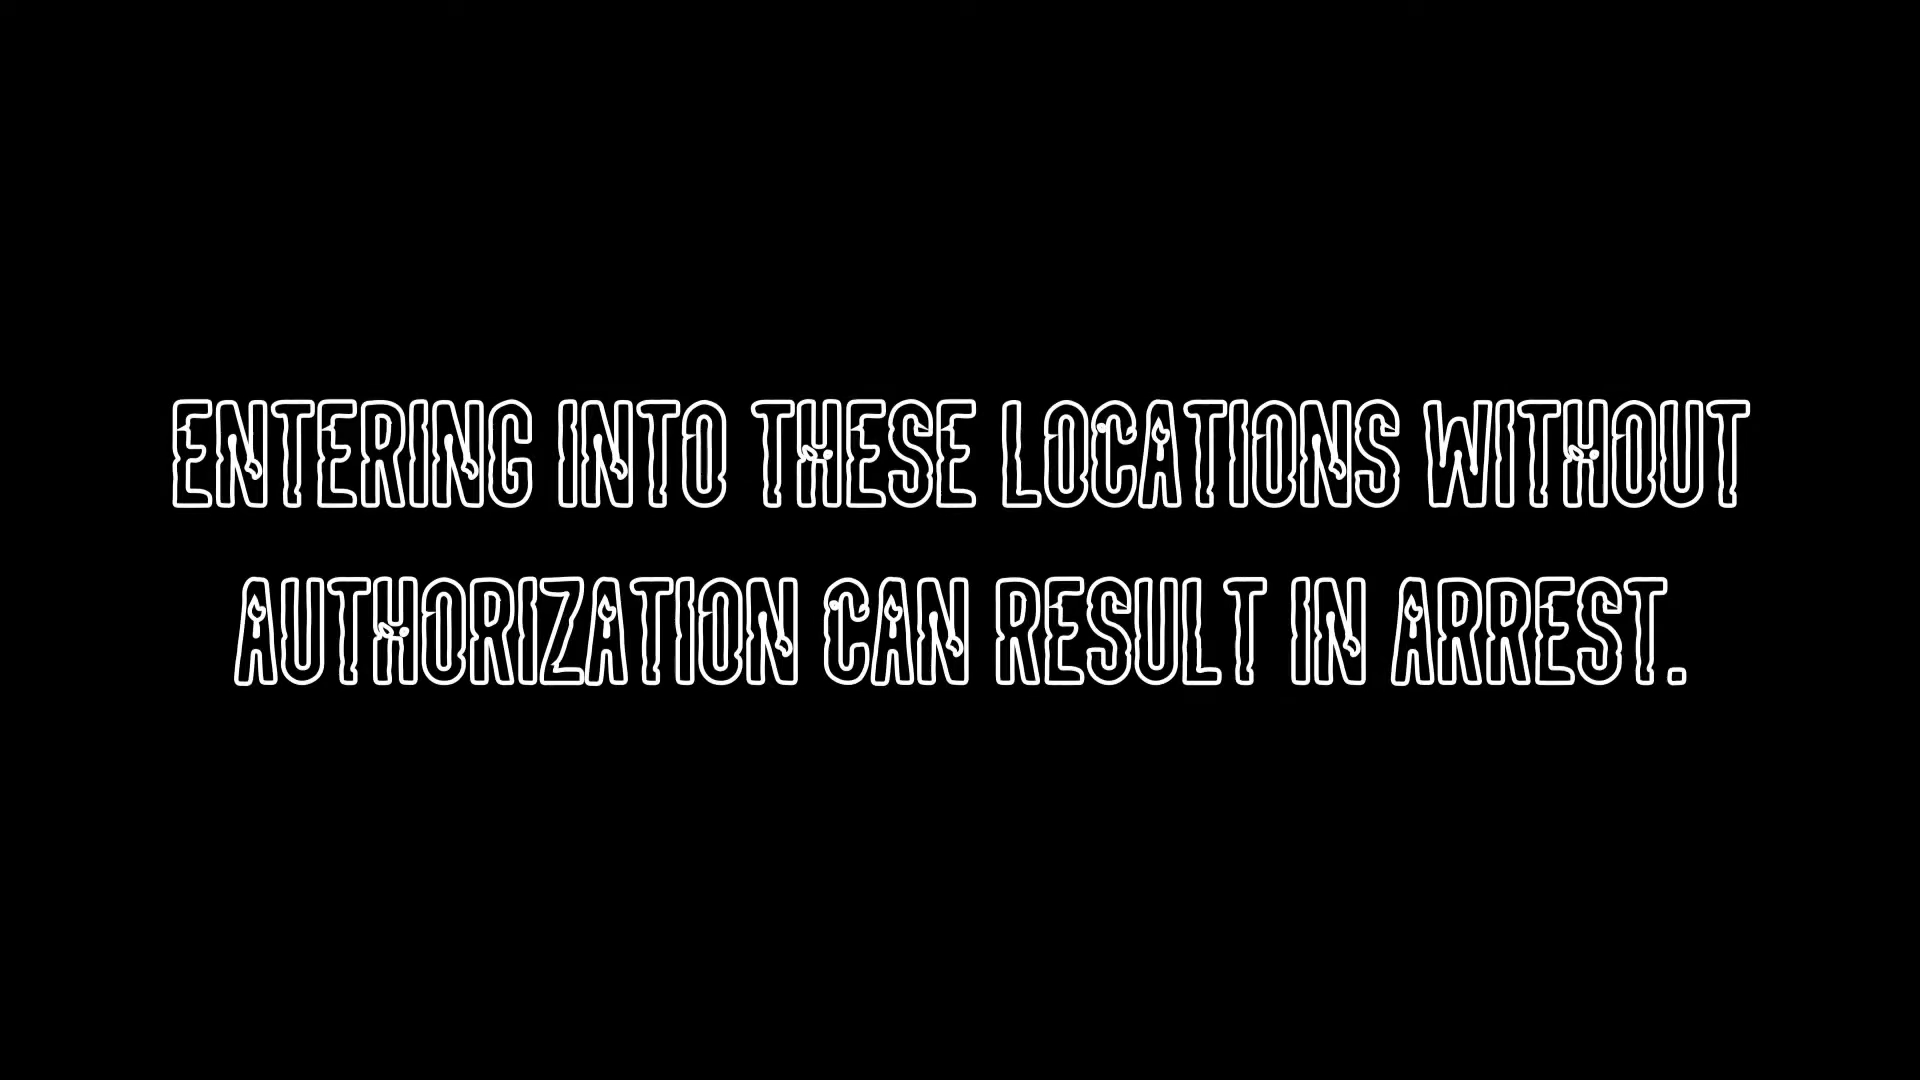 ENTERING INTO THESE LOCATIONS WITHOUT
AUTHORIZATION CAN RESULT IN ARREST.